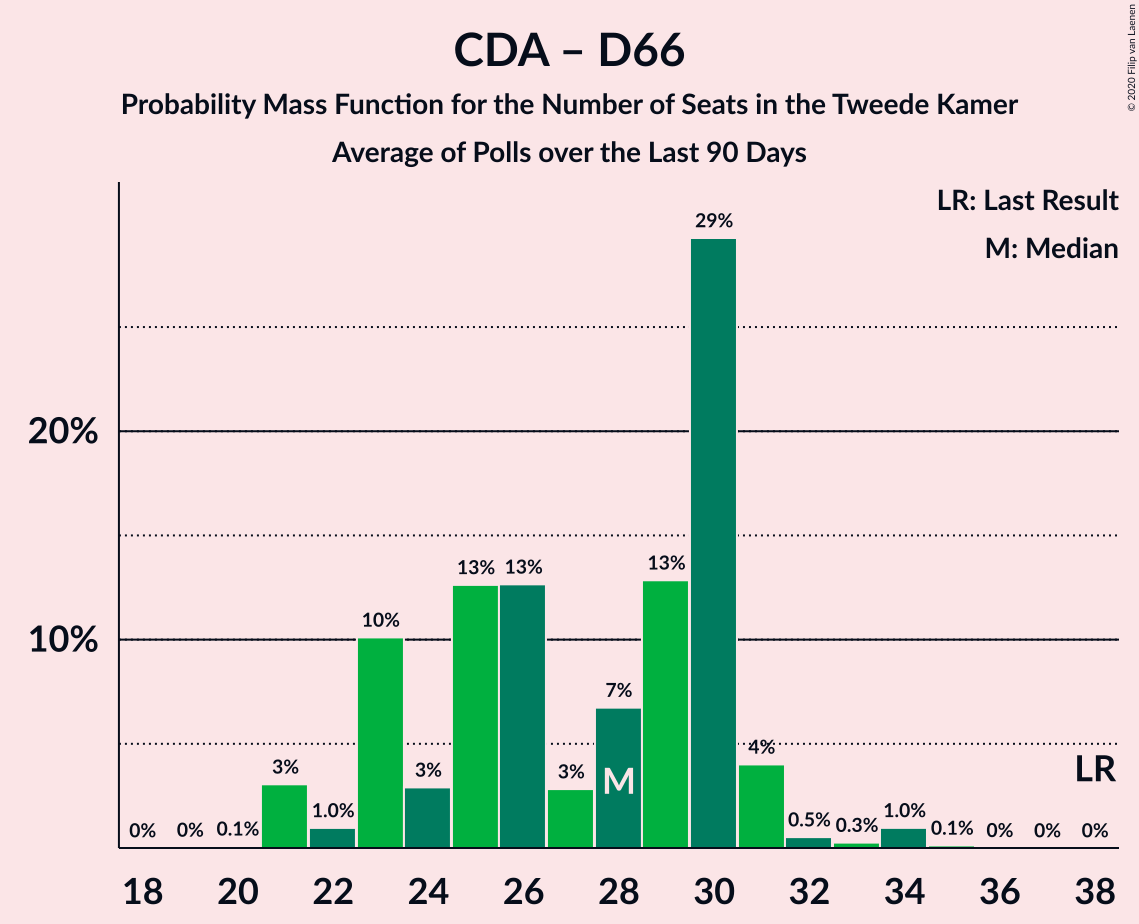 CDA – D66
Probability Mass Function for the Number of Seats in the Tweede Kamer
Average of Polls over the Last 90 Days
© 2020 Filip van Laenen
LR: Last Result
M: Median
29%
20%
13% 13% 13%
10%
10%
7%
4%
3% 3% 3%
M
LR
0% 0% 0.1% 1.0% 0.5% 0.3% 1.0% 0.1% 0% 0% 0%
18 20 22 24 26 28 30 32 34 36 38